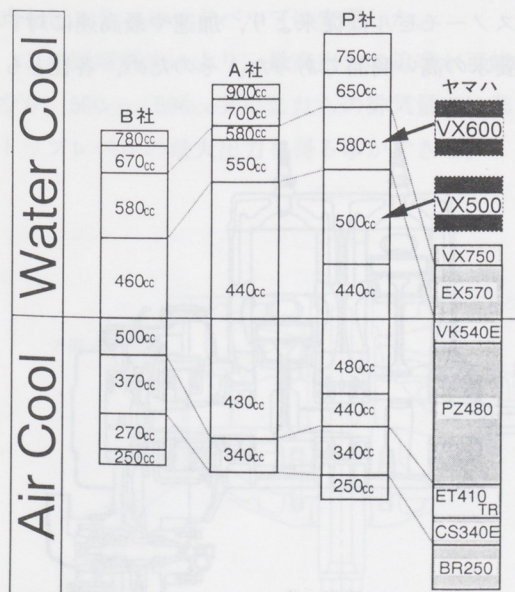 Water Cool
Air Cool
B社
780cc
670cc
580cc
460cc
500cc
370cc
270cc
250cc
A社
900cc
700cc
580cc
550cc
440cc
430cc
340cc
P社
750cc
650cc
580cc
500cc
440cc
480cc
440cc
340cc
250cc
ヤマハ
VX600
VX500
VX750
EX570
VK540E
PZ480
ET410
TR
CS340E
BR250